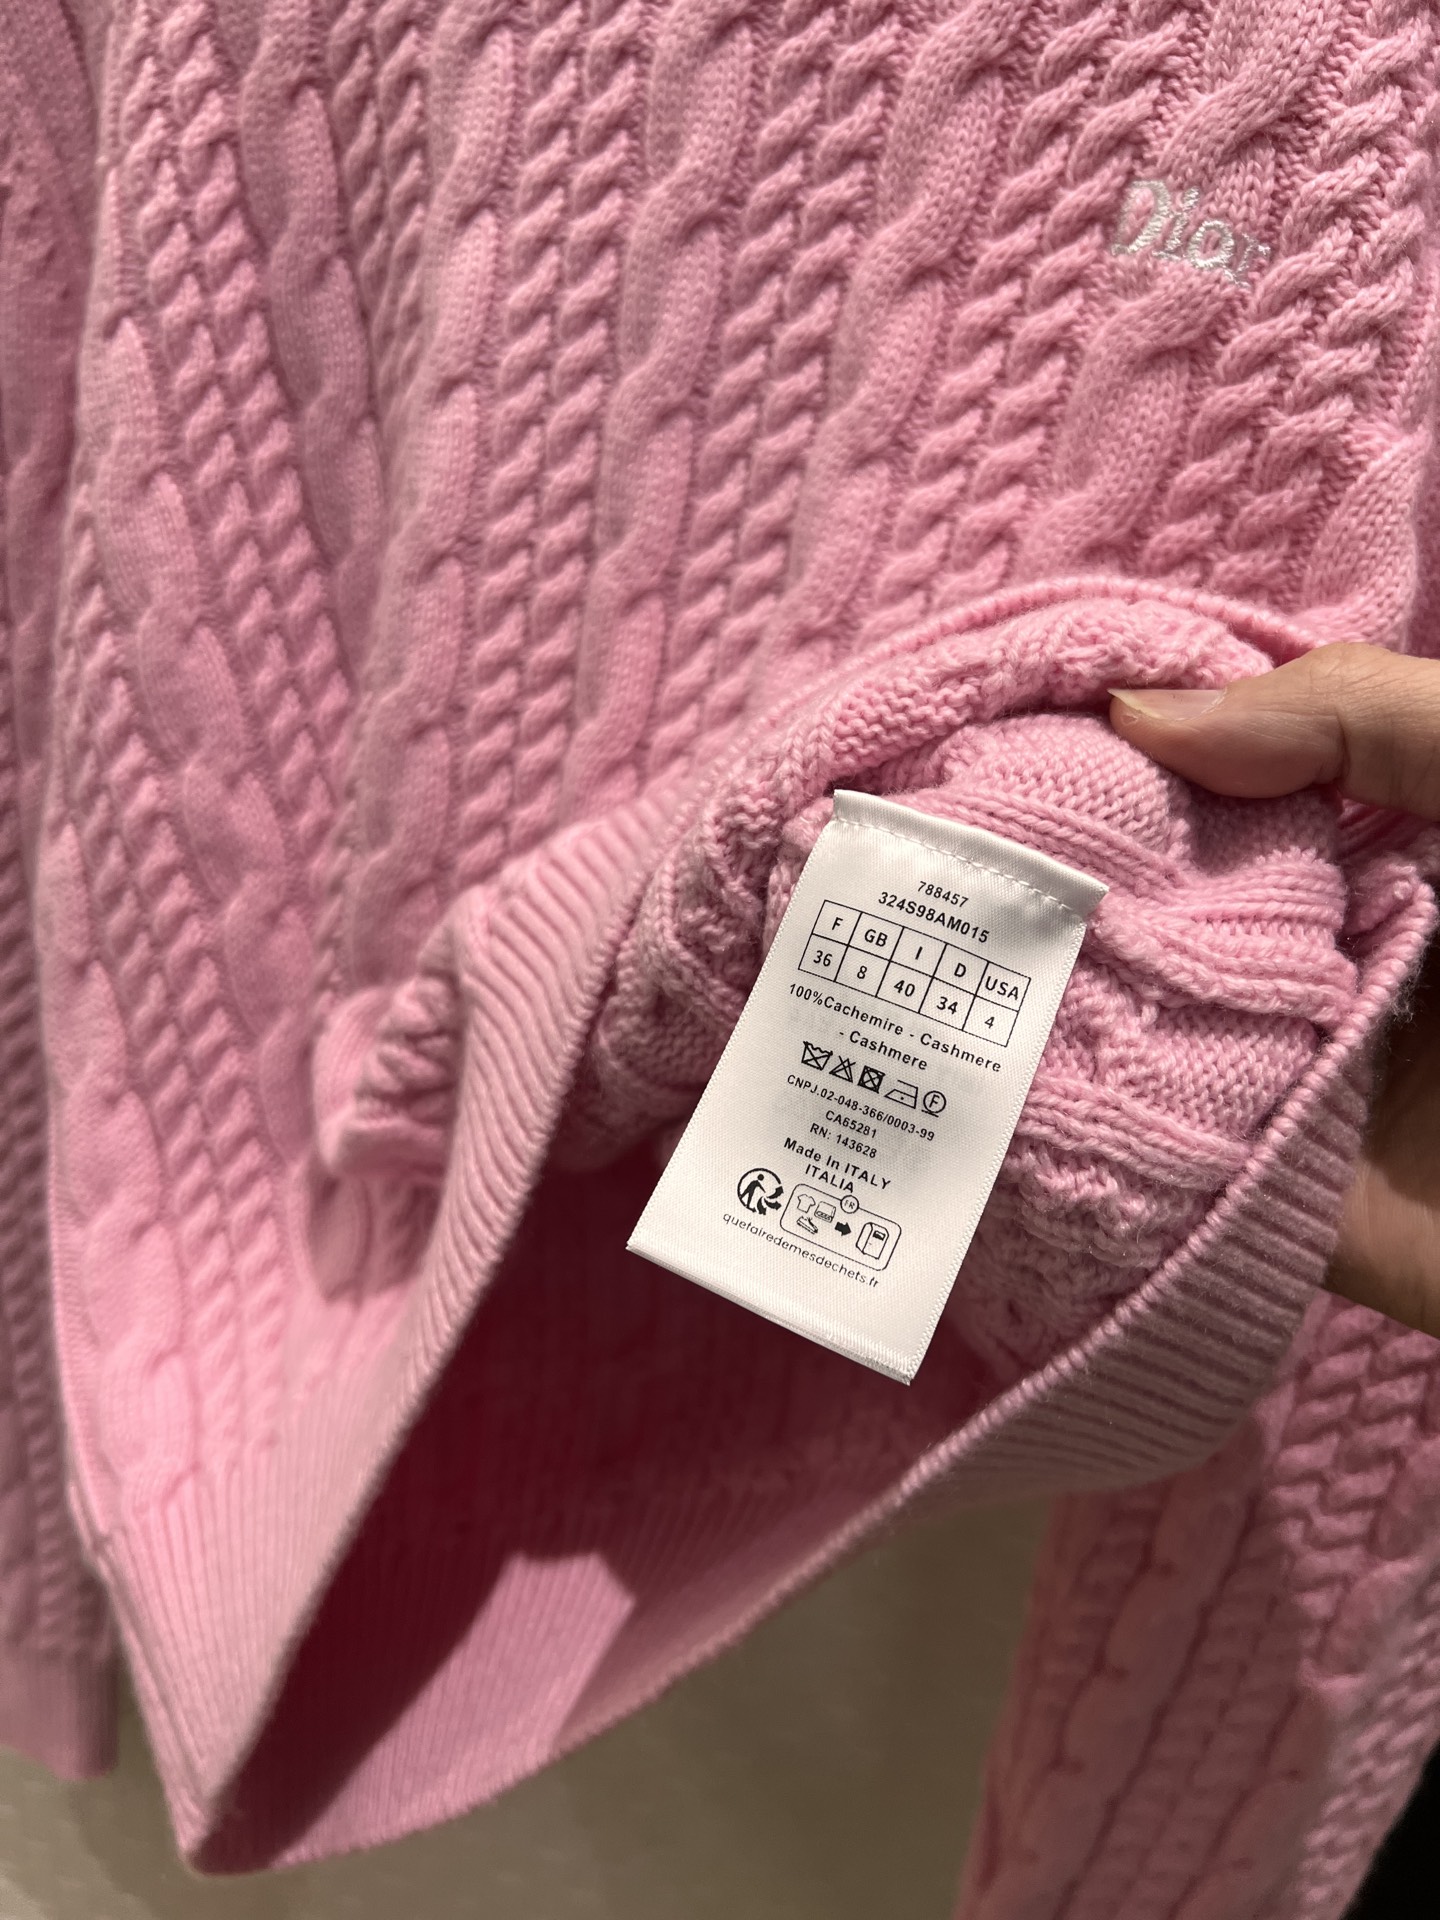 Dior
788457
324S98AM015
F GB I D USA
36 8 40 34 4
100%Cachemire - Cashmere
- Cashmere
F
CNPJ.02-048-366/0003-99
CA65281
RN: 143628
Made In ITALY
ITALIA
FR
quefairedemesdechets.fr